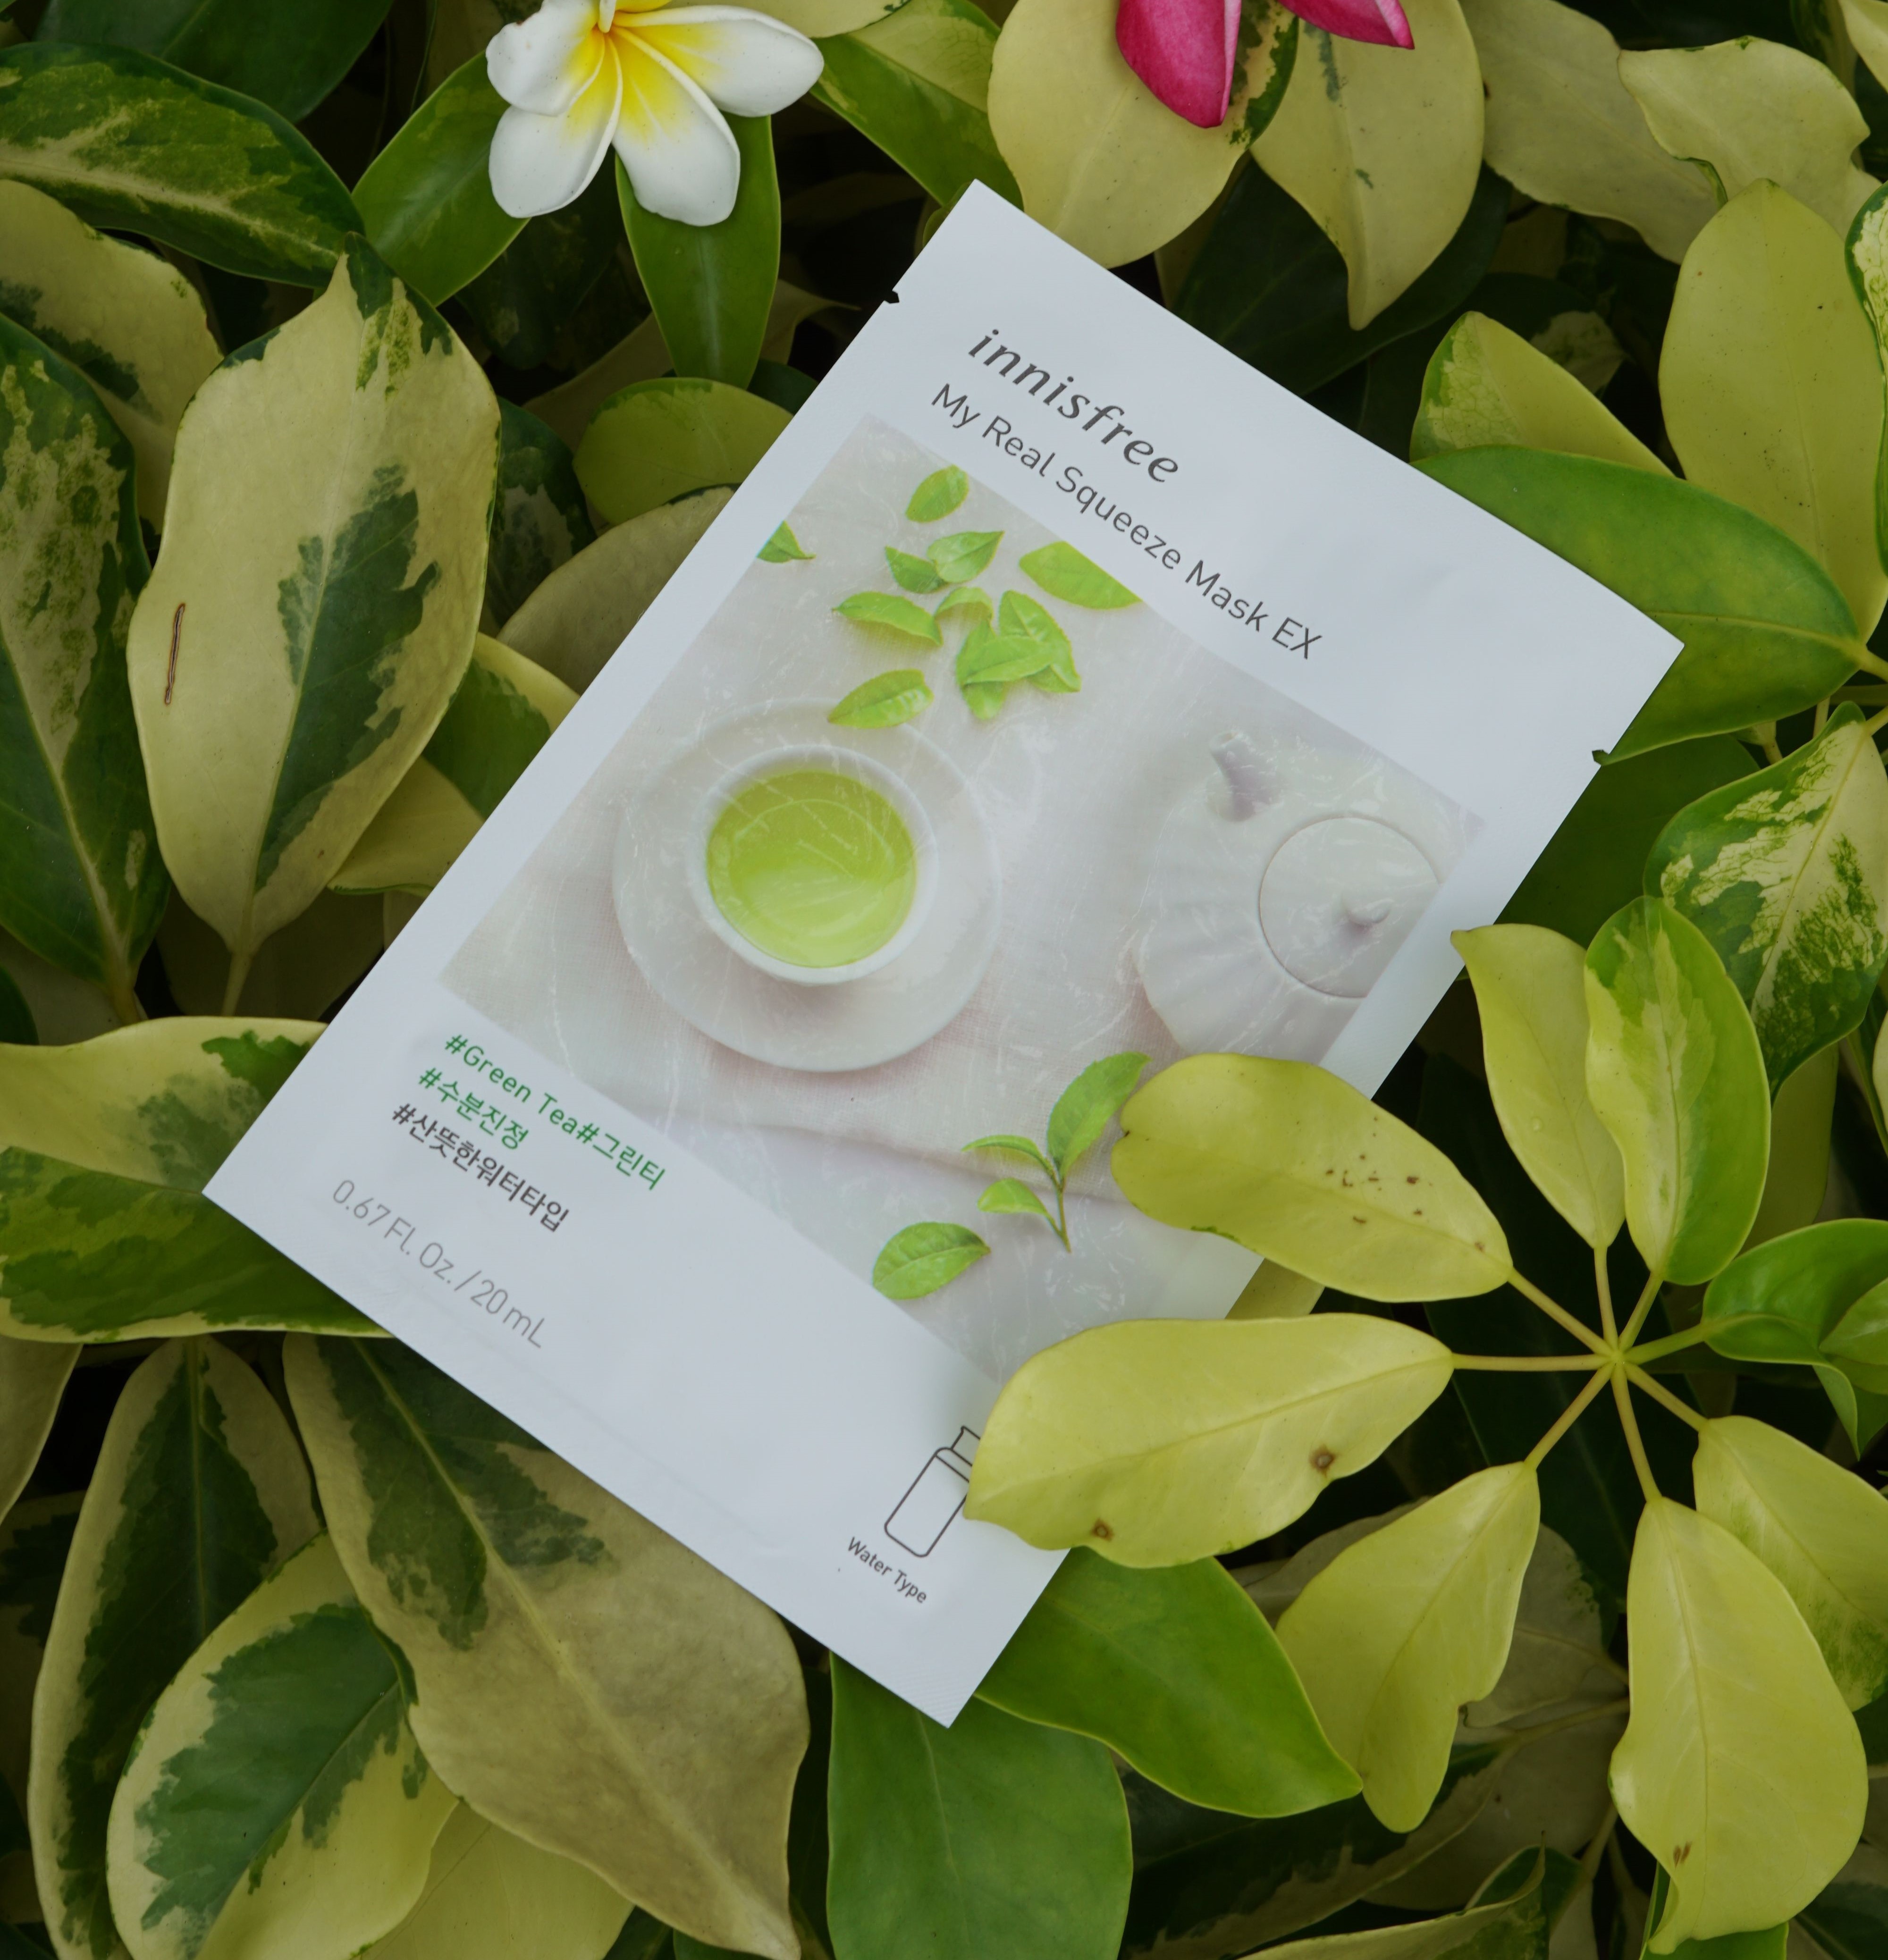 innisfree
My Real Squeeze Mask EX
#Green Tea#그린티
#수분진정
#산뜻한워터타입
0.67 Fl. Oz. / 20 mL
Water Type